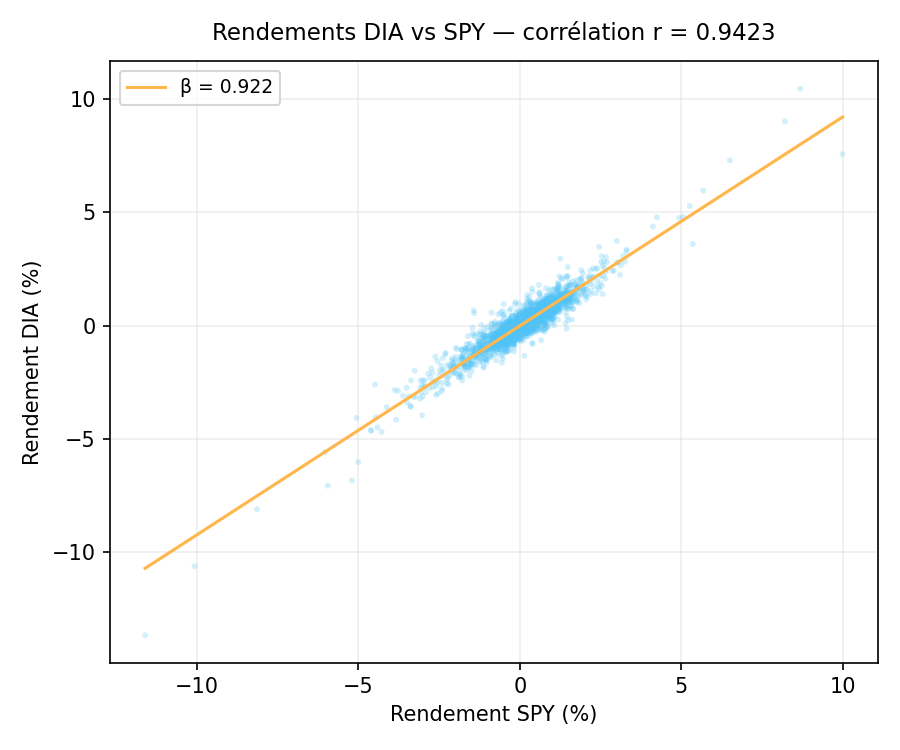 Rendements DIA vs SPY — corrélation r = 0.9423
β = 0.922
Rendement DIA (%)
10
5
0
−5
−10
−10
−5
0
5
10
Rendement SPY (%)